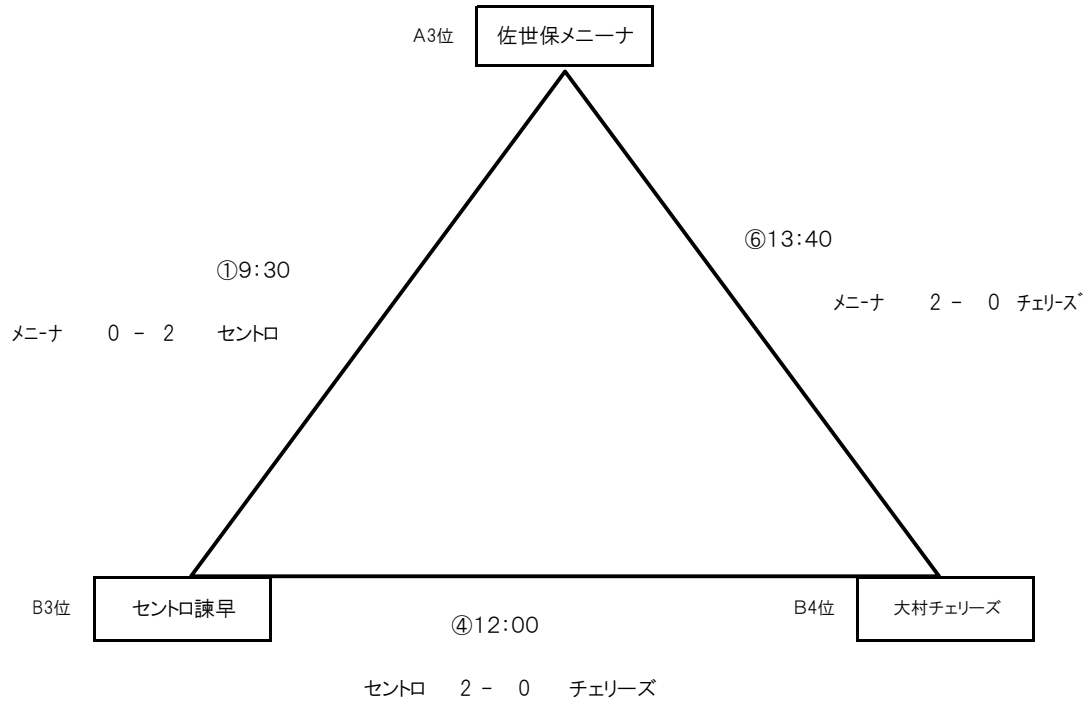 A3位 佐世保メニーナ
⑥13:40
①9:30
メニーナ 2 - 0 チェリーズ
メニーナ 0 - 2 セントロ
B3位 セントロ諫早
B4位 大村チェリーズ
④12:00
セントロ 2 - 0 チェリーズ